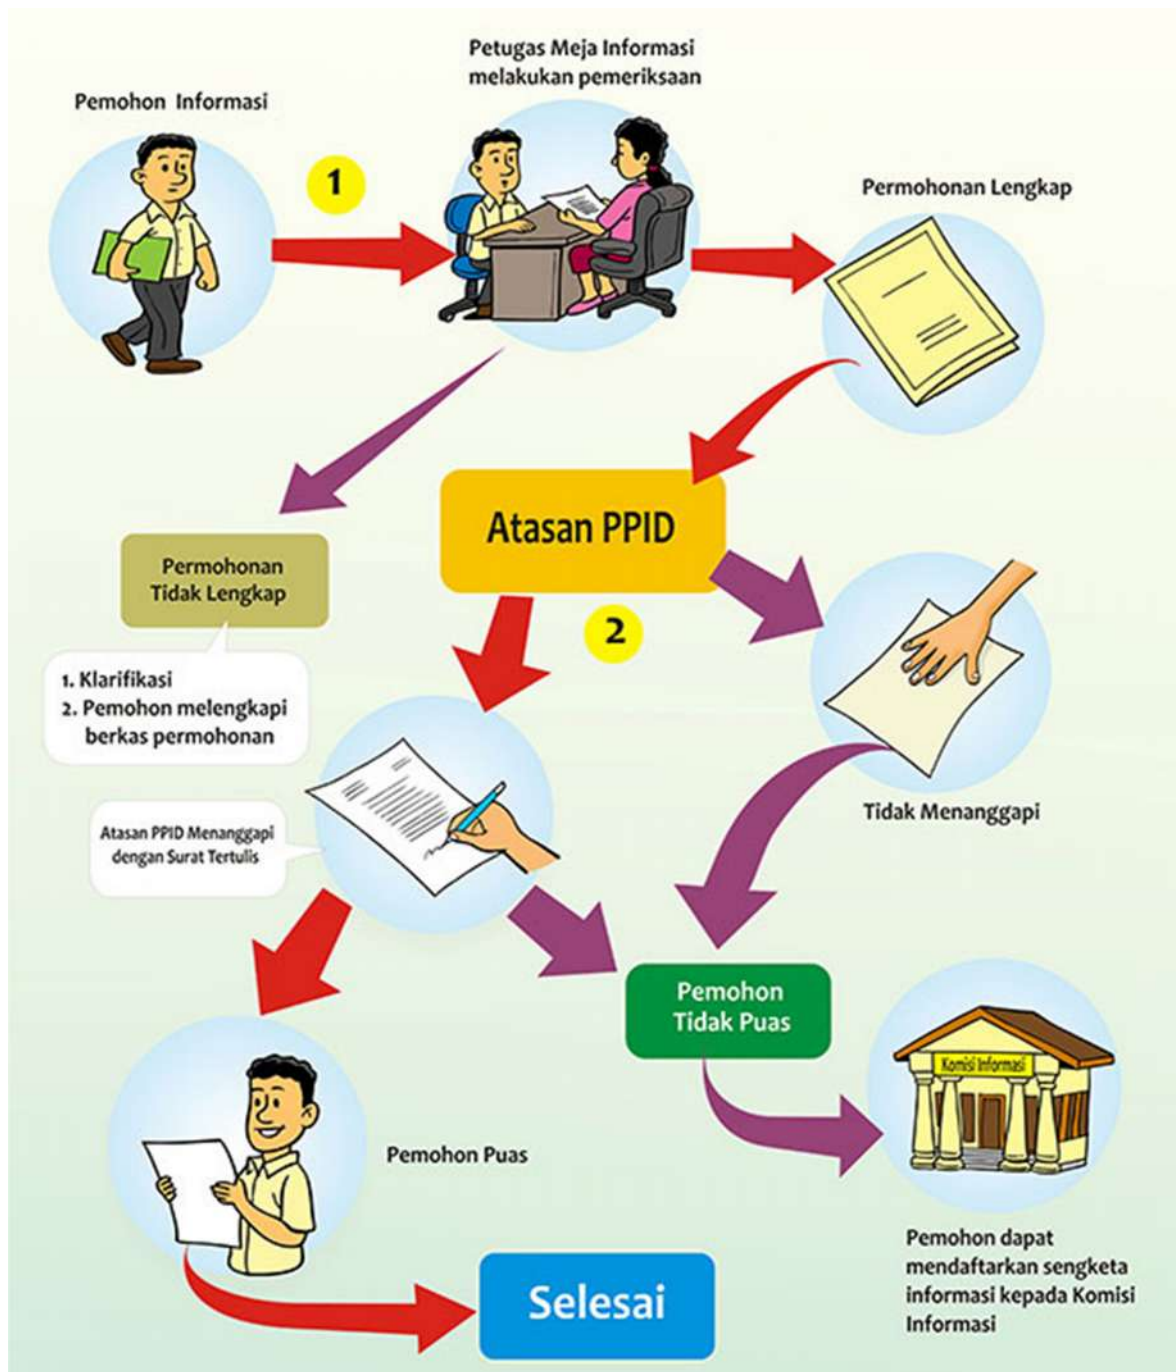 Petugas Meja Informasi
melakukan pemeriksaan
Pemohon Informasi
1
Permohonan Lengkap
Atasan PPID
Permohonan
Tidak Lengkap
2
1. Klarifikasi
2. Pemohon melengkapi
berkas permohonan
Tidak Menanggapi
Atasan PPID Menanggapi
dengan Surat Tertulis
Pemohon
Tidak Puas
Komisi Informasi
Pemohon Puas
Pemohon dapat
mendaftarkan sengketa
informasi kepada Komisi
Informasi
Selesai